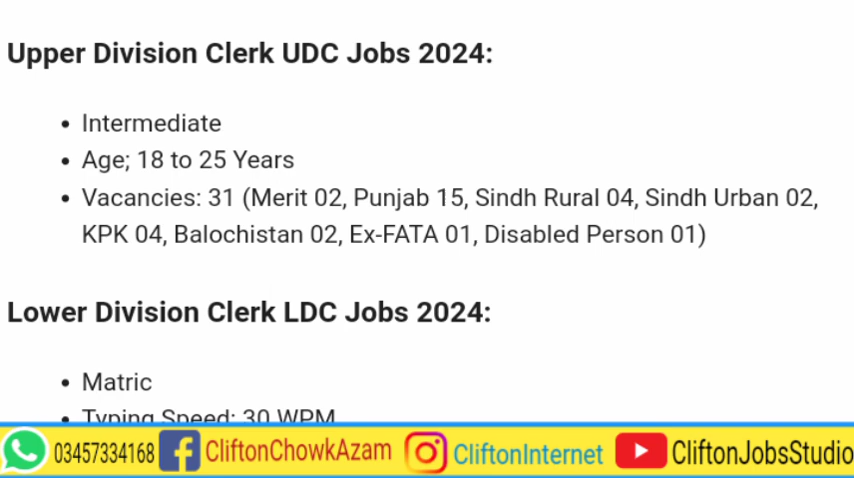 Upper Division Clerk UDC Jobs 2024:
• Intermediate
• Age; 18 to 25 Years
• Vacancies: 31 (Merit 02, Punjab 15, Sindh Rural 04, Sindh Urban 02,
KPK 04, Balochistan 02, Ex-FATA 01, Disabled Person 01)
Lower Division Clerk LDC Jobs 2024:
• Matric
• Typing Speed: 30 WPM
03457334168 CliftonChowkAzam CliftonInternet CliftonJobsStudio